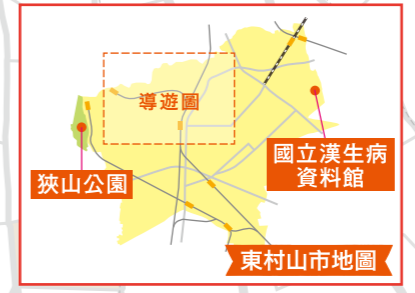 導遊圖
狹山公園
國立漢生病
資料館
東村山市地圖